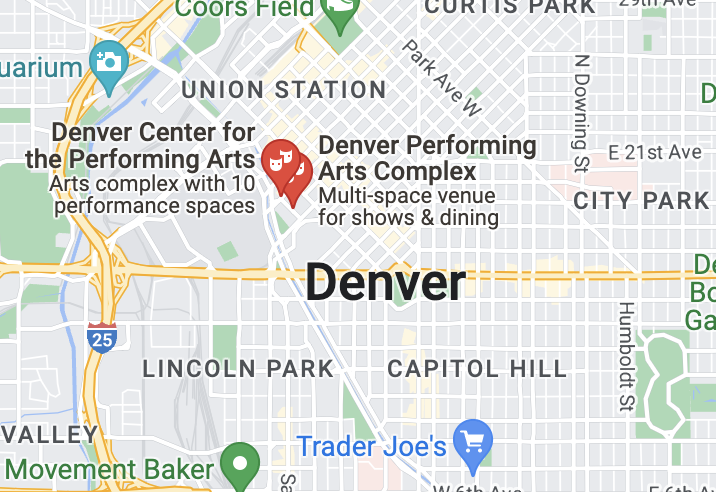 29th Ave
Coors Field
CURTIS PARK
Park Ave W
uarium
UNION STATION
N Downing St
D
Denver Center for
the Performing Arts
Arts complex with 10
performance spaces
Denver Performing
Arts Complex
Multi-space venue
for shows & dining
E 21st Ave
CITY PARK
Denver
De
Bo
Ga
25
Humboldt St
LINCOLN PARK
CAPITOL HILL
VALLEY
Trader Joe's
Movement Baker
Sa
W 6th Ave